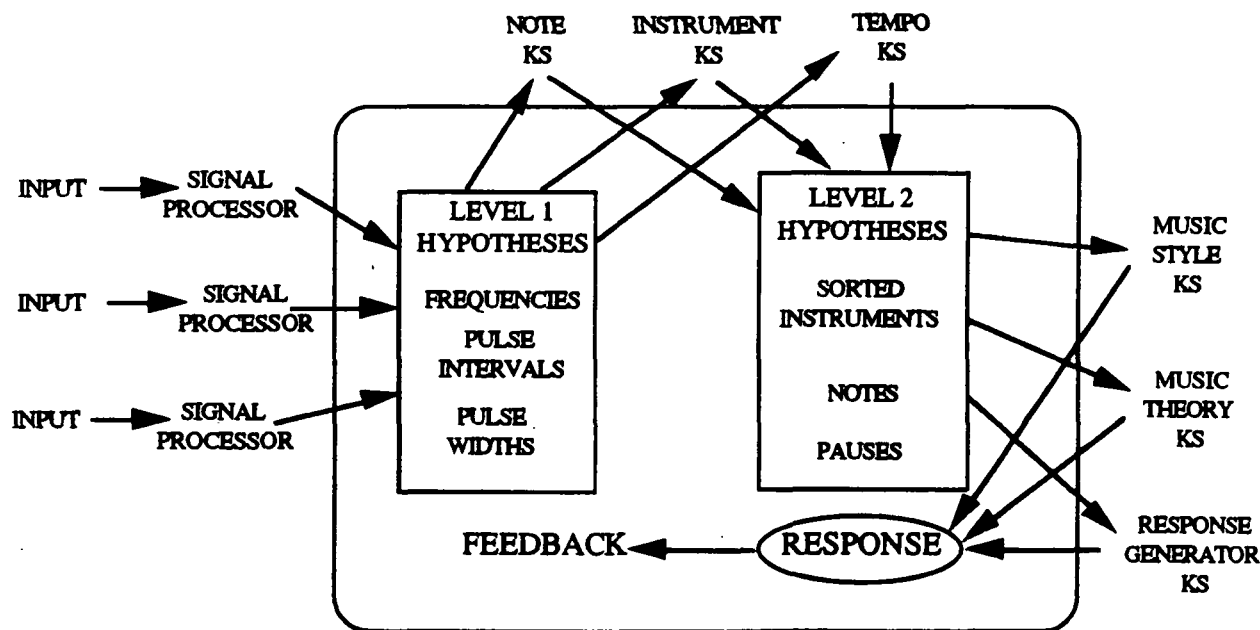 NOTE
KS
INSTRUMENT
KS
TEMPO
KS
INPUT
SIGNAL
PROCESSOR
INPUT
SIGNAL
PROCESSOR
INPUT
SIGNAL
PROCESSOR
LEVEL 1
HYPOTHESES
FREQUENCIES
PULSE
INTERVALS
PULSE
WIDTHS
LEVEL 2
HYPOTHESES
SORTED
INSTRUMENTS
NOTES
PAUSES
MUSIC
STYLE
KS
MUSIC
THEORY
KS
RESPONSE
GENERATOR
KS
FEEDBACK
RESPONSE